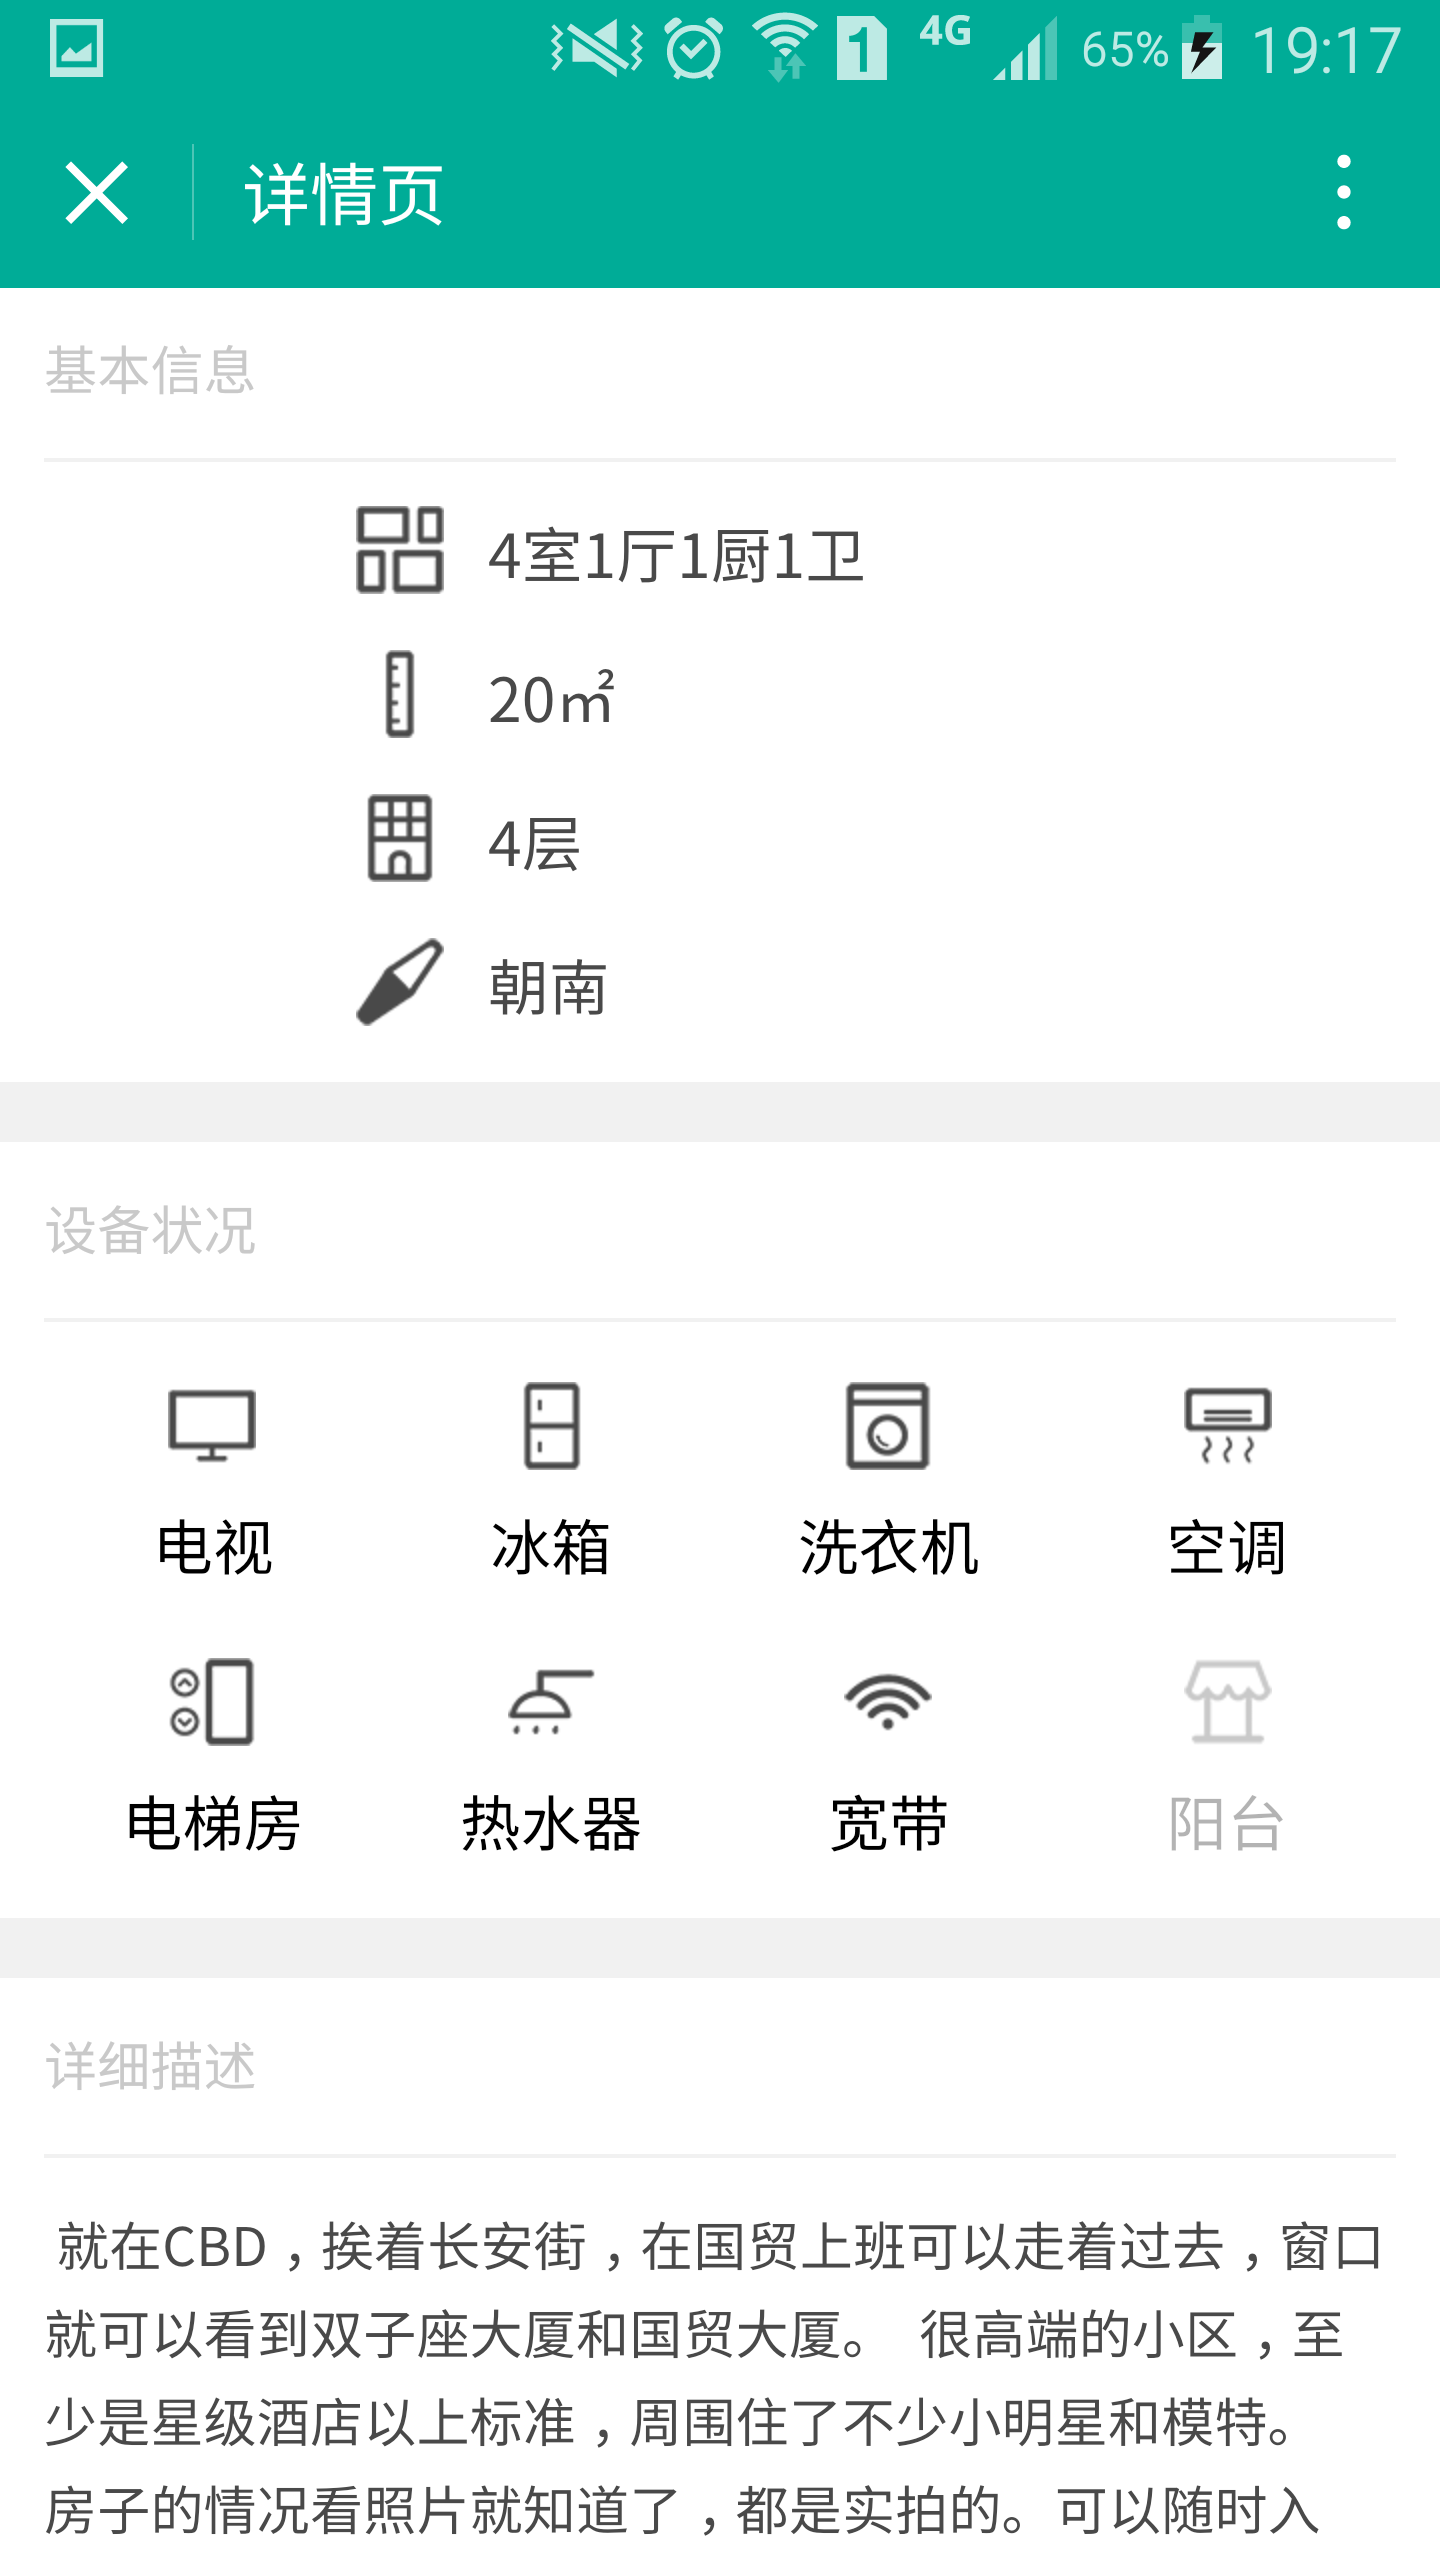 1 4G 65% 19:17
详情页
基本信息
4室1厅1厨1卫
20㎡
4层
朝南
设备状况
电视 冰箱 洗衣机 空调
电梯房 热水器 宽带 阳台
详细描述
就在CBD，挨着长安街，在国贸上班可以走着过去，窗口
就可以看到双子座大厦和国贸大厦。 很高端的小区，至
少是星级酒店以上标准，周围住了不少小明星和模特。
房子的情况看照片就知道了，都是实拍的。可以随时入